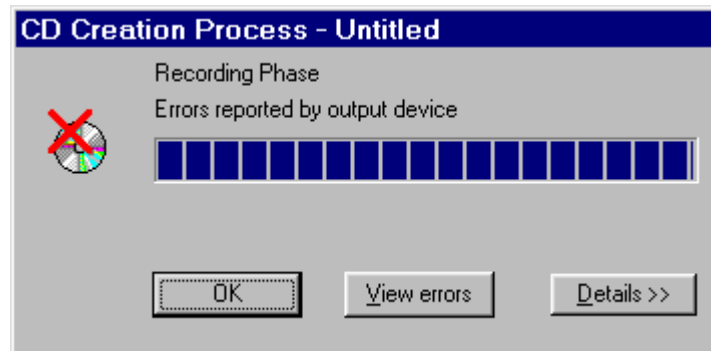 CD Creation Process - Untitled
Recording Phase
Errors reported by output device
OK
View errors
Details >>